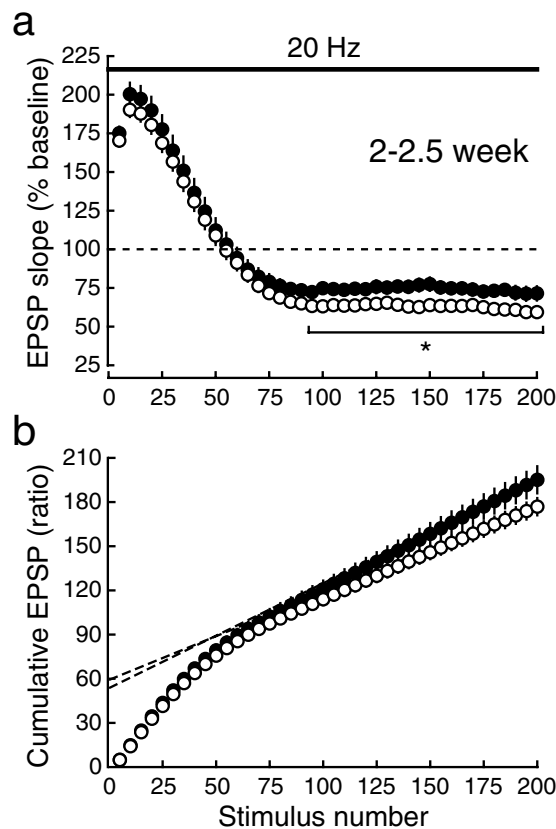 a
20 Hz
225
200
175
150
125
100
75
50
25
EPSP slope (% baseline)
2-2.5 week
*
0 25 50 75 100 125 150 175 200
b
210
180
150
120
90
60
30
0
Cumulative EPSP (ratio)
0 25 50 75 100 125 150 175 200
Stimulus number